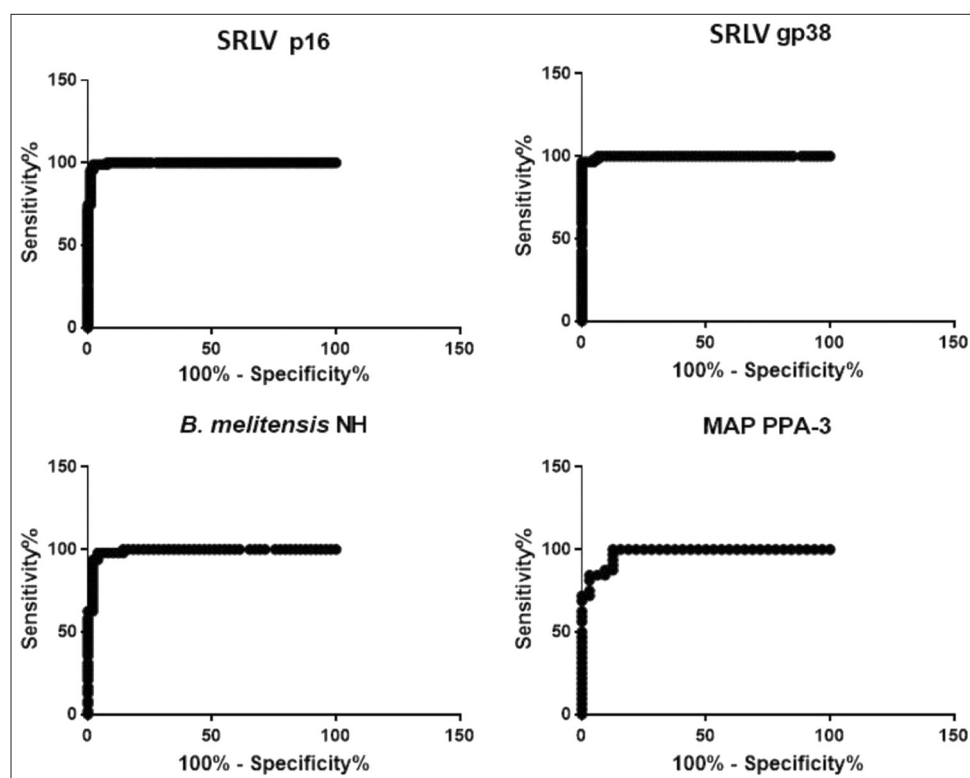 SRLV p16
150
100
50
0
Sensitivity%
0 50 100 150
100% - Specificity%
SRLV gp38
150
100
50
0
Sensitivity%
0 50 100 150
100% - Specificity%
B. melitensis NH
150
100
50
0
Sensitivity%
0 50 100 150
100% - Specificity%
MAP PPA-3
150
100
50
0
Sensitivity%
0 50 100 150
100% - Specificity%